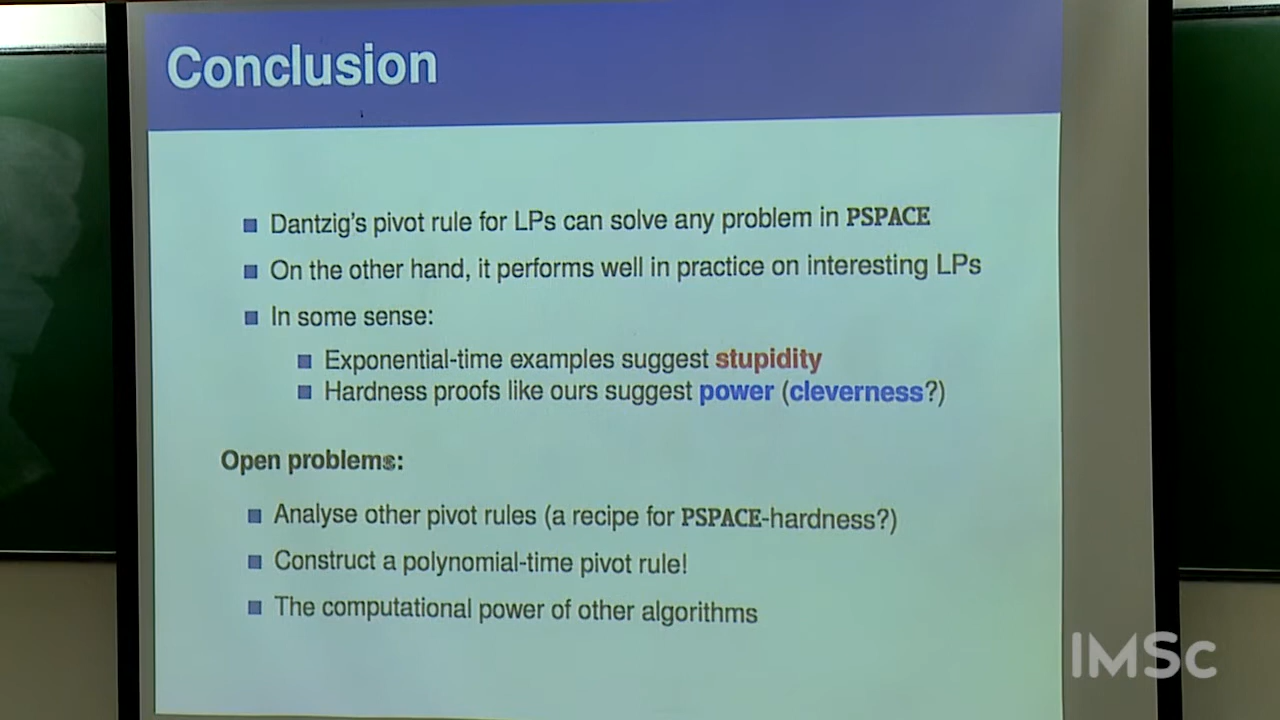 Conclusion
Dantzig's pivot rule for LPs can solve any problem in PSPACE
On the other hand, it performs well in practice on interesting LPs
In some sense:
Exponential-time examples suggest stupidity
Hardness proofs like ours suggest power (cleverness?)
Open problems:
Analyse other pivot rules (a recipe for PSPACE-hardness?)
Construct a polynomial-time pivot rule!
The computational power of other algorithms
IMSc